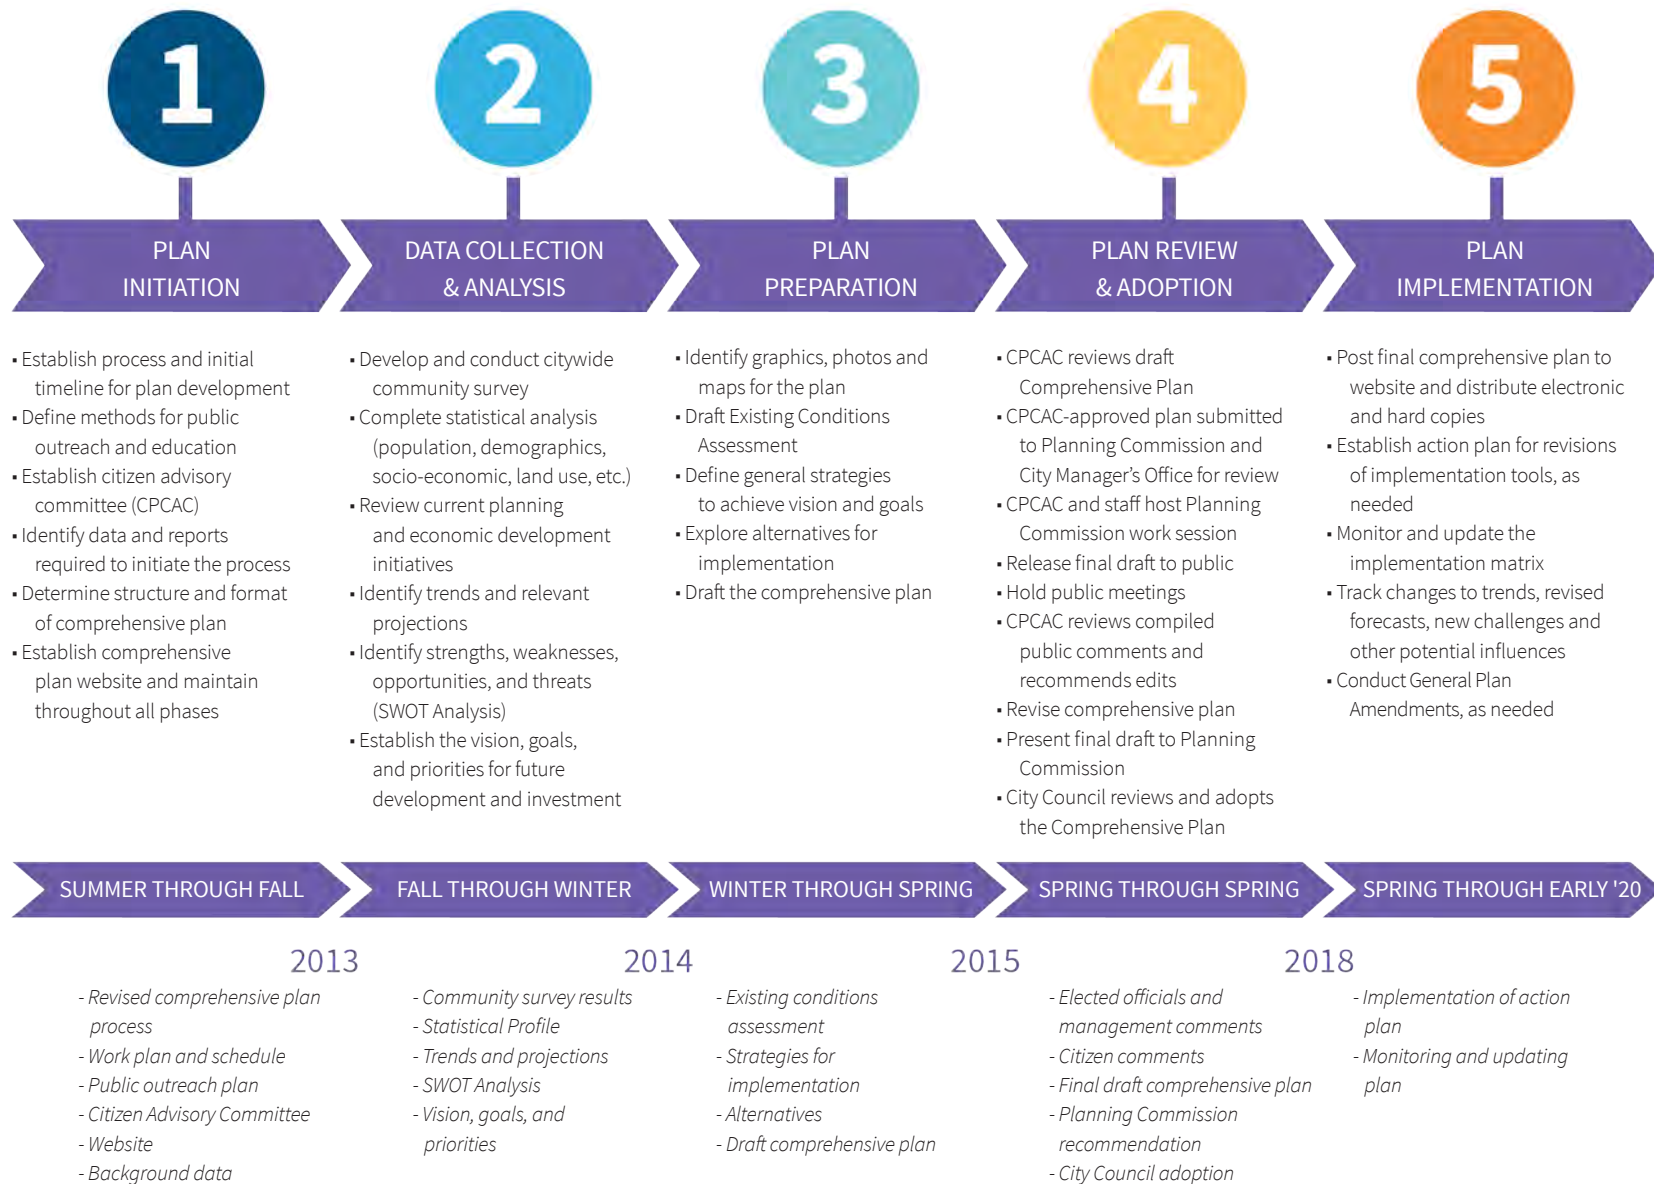 1
2
3
4
5
PLAN
INITIATION
DATA COLLECTION
& ANALYSIS
PLAN
PREPARATION
PLAN REVIEW
& ADOPTION
PLAN
IMPLEMENTATION
▪ Establish process and initial
timeline for plan development
▪ Define methods for public
outreach and education
▪ Establish citizen advisory
committee (CPCAC)
▪ Identify data and reports
required to initiate the process
▪ Determine structure and format
of comprehensive plan
▪ Establish comprehensive
plan website and maintain
throughout all phases
▪ Develop and conduct citywide
community survey
▪ Complete statistical analysis
(population, demographics,
socio-economic, land use, etc.)
▪ Review current planning
and economic development
initiatives
▪ Identify trends and relevant
projections
▪ Identify strengths, weaknesses,
opportunities, and threats
(SWOT Analysis)
▪ Establish the vision, goals,
and priorities for future
development and investment
▪ Identify graphics, photos and
maps for the plan
▪ Draft Existing Conditions
Assessment
▪ Define general strategies
to achieve vision and goals
▪ Explore alternatives for
implementation
▪ Draft the comprehensive plan
▪ CPCAC reviews draft
Comprehensive Plan
▪ CPCAC-approved plan submitted
to Planning Commission and
City Manager's Office for review
▪ CPCAC and staff host Planning
Commission work session
▪ Release final draft to public
▪ Hold public meetings
▪ CPCAC reviews compiled
public comments and
recommends edits
▪ Revise comprehensive plan
▪ Present final draft to Planning
Commission
▪ City Council reviews and adopts
the Comprehensive Plan
▪ Post final comprehensive plan to
website and distribute electronic
and hard copies
▪ Establish action plan for revisions
of implementation tools, as
needed
▪ Monitor and update the
implementation matrix
▪ Track changes to trends, revised
forecasts, new challenges and
other potential influences
▪ Conduct General Plan
Amendments, as needed
SUMMER THROUGH FALL
FALL THROUGH WINTER
WINTER THROUGH SPRING
SPRING THROUGH SPRING
SPRING THROUGH EARLY '20
2013
2014
2015
2018
- Revised comprehensive plan
process
- Work plan and schedule
- Public outreach plan
- Citizen Advisory Committee
- Website
- Background data
- Community survey results
- Statistical Profile
- Trends and projections
- SWOT Analysis
- Vision, goals, and
priorities
- Existing conditions
assessment
- Strategies for
implementation
- Alternatives
- Draft comprehensive plan
- Elected officials and
management comments
- Citizen comments
- Final draft comprehensive plan
- Planning Commission
recommendation
- City Council adoption
- Implementation of action
plan
- Monitoring and updating
plan